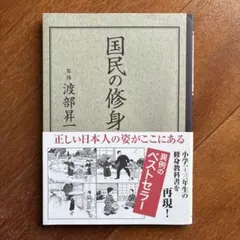 国民の修身
監修 渡部昇一
正しい日本人の姿がここにある
小学一・二・三年生の
修身教科書を
再現!
異例の
ベストセラー